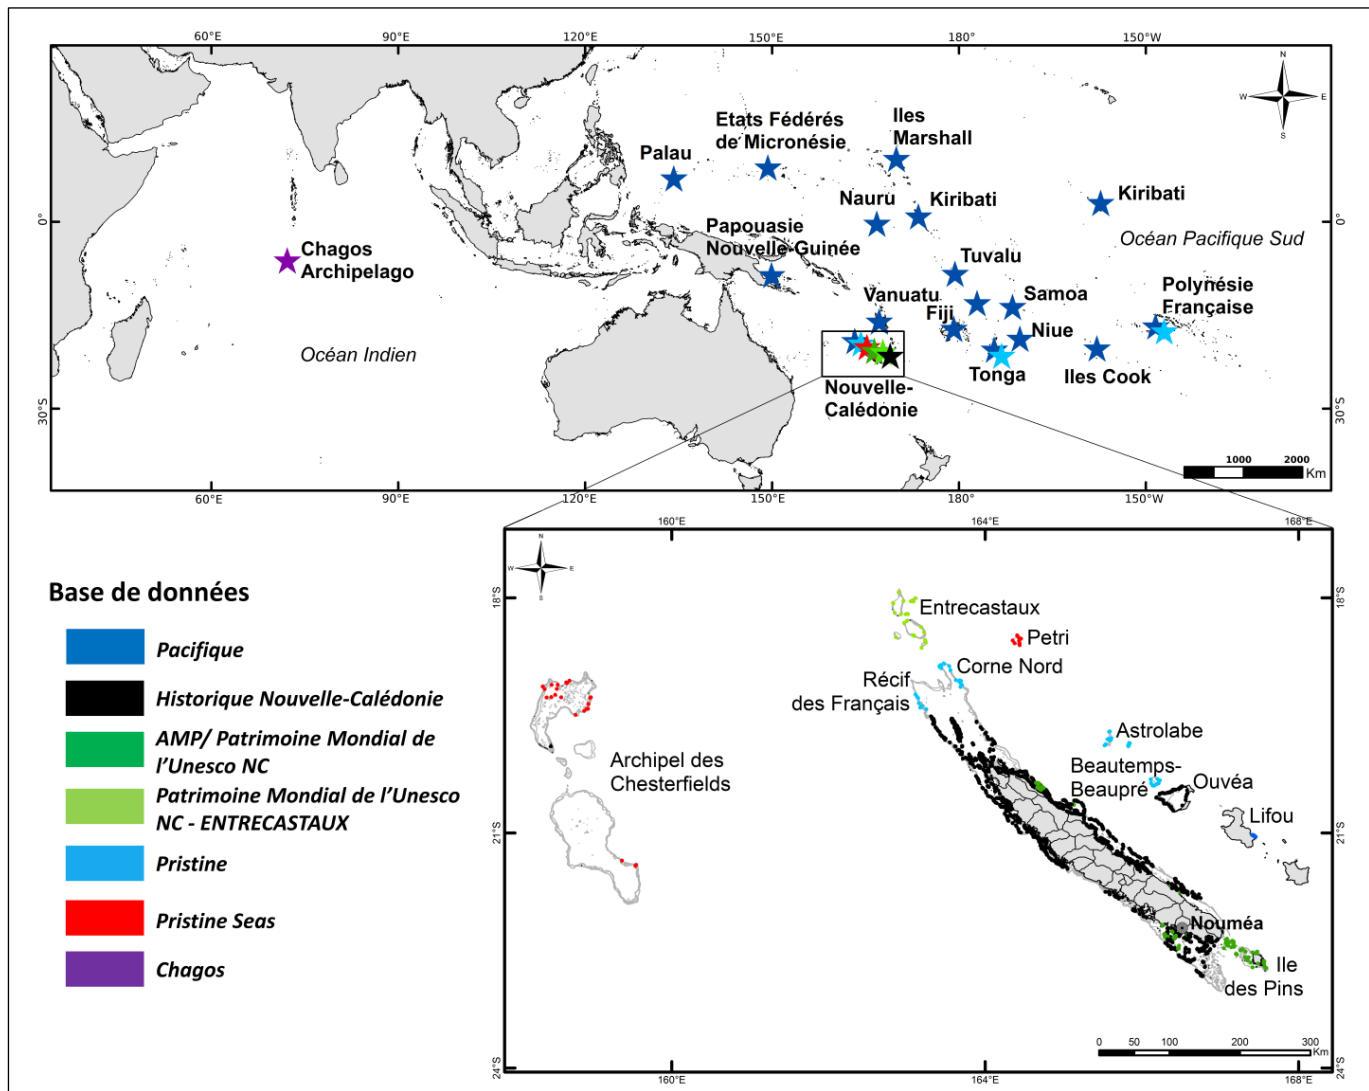 60°E
90°E
120°E
150°E
180°
150°W
N
W
E
S
Iles
Marshall
Etats Fédérés
de Micronésie
Palau
Nauru
Kiribati
Kiribati
0°
0°
Papouasie
Nouvelle-Guinée
Océan Pacifique Sud
Chagos
Archipelago
Tuvalu
Vanuatu
Samoa
Polynésie
Française
Fiji
Niue
Océan Indien
Tonga
Iles Cook
Nouvelle-
Calédonie
30°S
30°S
1000
2000
Km
60°E
90°E
120°E
150°E
180°
150°W
160°E
164°E
168°E
N
W
E
S
18°S
18°S
Entrecastaux
Petri
Corne Nord
Récif
des Français
Astrolabe
Archipel des
Chesterfields
Beautemps-
Beaupré
Ouvéa
Lifou
21°S
21°S
Nouméa
Ile
des Pins
0
50
100
200
300
Km
24°S
24°S
160°E
164°E
168°E
Base de données
Pacifique
Historique Nouvelle-Calédonie
AMP/ Patrimoine Mondial de
l'Unesco NC
Patrimoine Mondial de l'Unesco
NC - ENTRECASTAUX
Pristine
Pristine Seas
Chagos